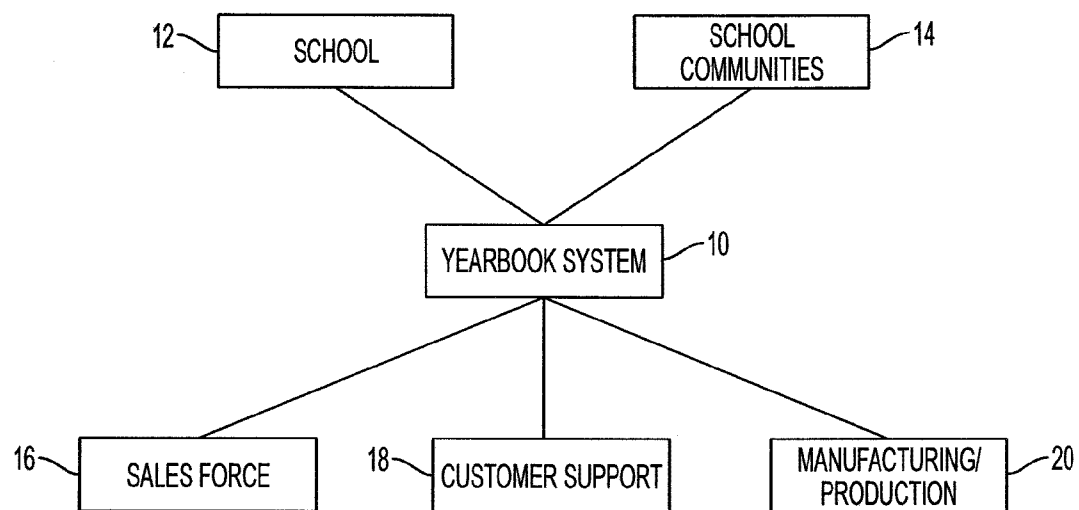 12
SCHOOL
SCHOOL
COMMUNITIES
14
YEARBOOK SYSTEM
10
16
SALES FORCE
18
CUSTOMER SUPPORT
MANUFACTURING/
PRODUCTION
20